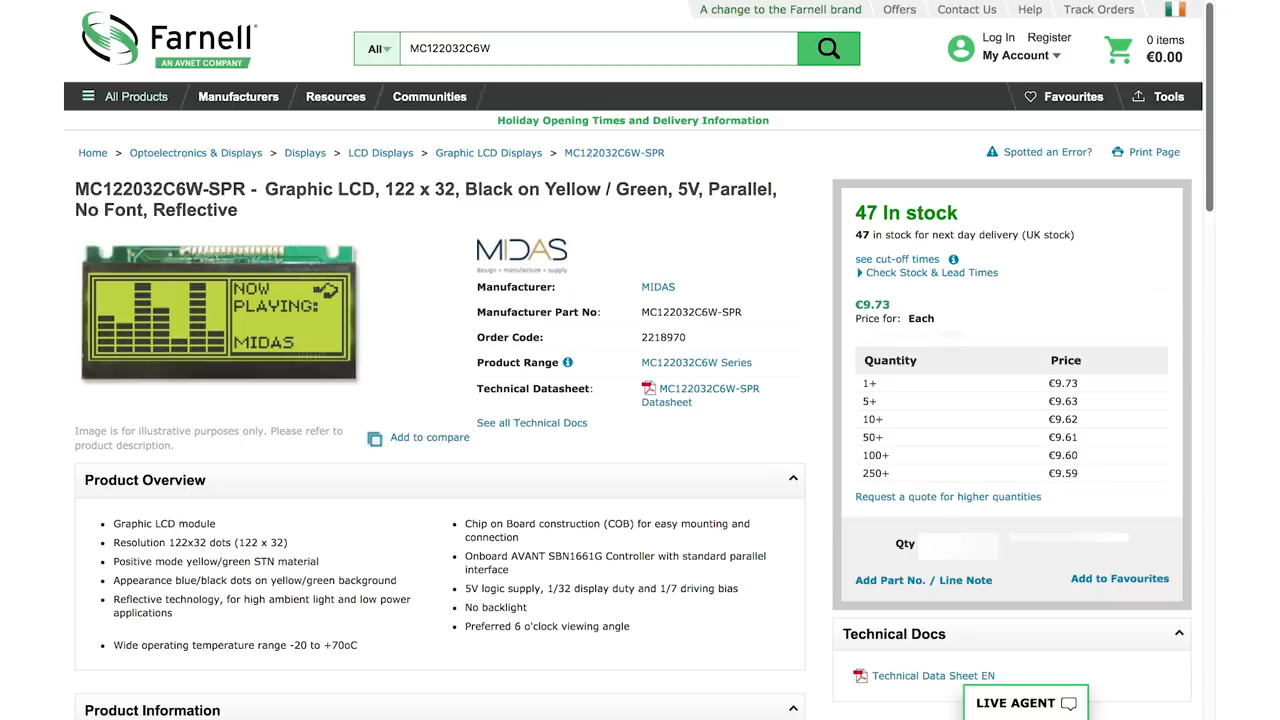 A change to the Farnell brand
Offers
Contact Us
Help
Track Orders
Farnell
AN AVNET COMPANY
All
MC122032C6W
Log In Register
My Account
0 items
€0.00
All Products
Manufacturers
Resources
Communities
Favourites
Tools
Holiday Opening Times and Delivery Information
Home > Optoelectronics & Displays > Displays > LCD Displays > Graphic LCD Displays > MC122032C6W-SPR
Spotted an Error?
Print Page
MC122032C6W-SPR - Graphic LCD, 122 x 32, Black on Yellow / Green, 5V, Parallel,
No Font, Reflective
NOW
PLAYING:
MIDAS
Image is for illustrative purposes only. Please refer to
product description.
Add to compare
MIDAS
design • manufacture • supply
Manufacturer: MIDAS
Manufacturer Part No: MC122032C6W-SPR
Order Code: 2218970
Product Range MC122032C6W Series
Technical Datasheet: MC122032C6W-SPR
Datasheet
See all Technical Docs
Product Overview
Graphic LCD module
Resolution 122x32 dots (122 x 32)
Positive mode yellow/green STN material
Appearance blue/black dots on yellow/green background
Reflective technology, for high ambient light and low power
applications
Wide operating temperature range -20 to +70oC
Chip on Board construction (COB) for easy mounting and
connection
Onboard AVANT SBN1661G Controller with standard parallel
interface
5V logic supply, 1/32 display duty and 1/7 driving bias
No backlight
Preferred 6 o'clock viewing angle
Product Information
47 In stock
47 in stock for next day delivery (UK stock)
see cut-off times
Check Stock & Lead Times
€9.73
Price for: Each
Quantity Price
1+ €9.73
5+ €9.63
10+ €9.62
50+ €9.61
100+ €9.60
250+ €9.59
Request a quote for higher quantities
Qty
Add Part No. / Line Note
Add to Favourites
Technical Docs
Technical Data Sheet EN
LIVE AGENT